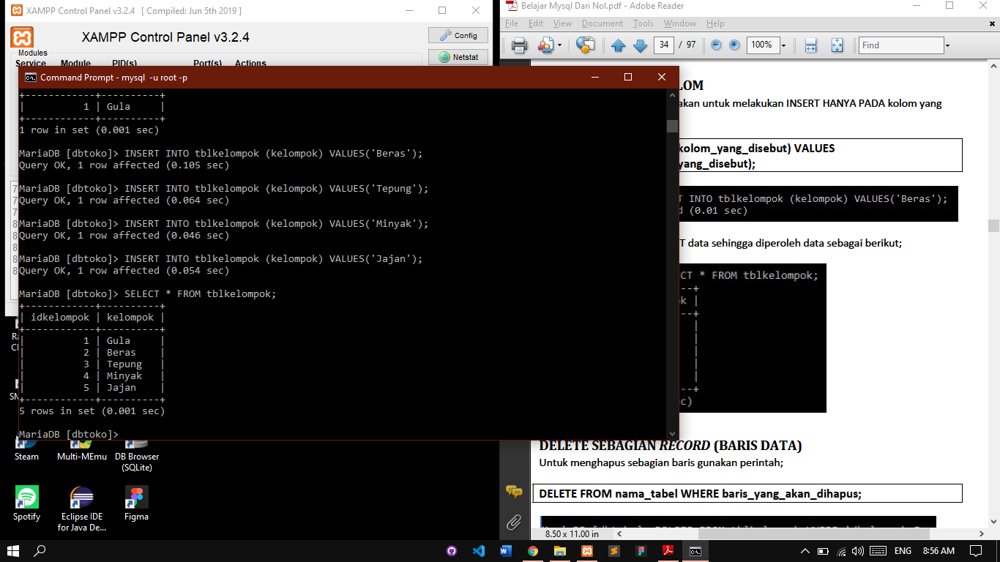 XAMPP Control Panel v3.2.4 [ Compiled: Jun 5th 2019 ]
XAMPP Control Panel v3.2.4
Config
Netstat
Modules
Service Module PID(s) Port(s) Actions
Command Prompt - mysql -u root -p
+------------+----------+
| 1 | Gula |
+------------+----------+
1 row in set (0.001 sec)
MariaDB [dbtoko]> INSERT INTO tblkelompok (kelompok) VALUES('Beras');
Query OK, 1 row affected (0.105 sec)
MariaDB [dbtoko]> INSERT INTO tblkelompok (kelompok) VALUES('Tepung');
Query OK, 1 row affected (0.064 sec)
MariaDB [dbtoko]> INSERT INTO tblkelompok (kelompok) VALUES('Minyak');
Query OK, 1 row affected (0.046 sec)
MariaDB [dbtoko]> INSERT INTO tblkelompok (kelompok) VALUES('Jajan');
Query OK, 1 row affected (0.054 sec)
MariaDB [dbtoko]> SELECT * FROM tblkelompok;
+------------+----------+
| idkelompok | kelompok |
+------------+----------+
| 1 | Gula |
| 2 | Beras |
| 3 | Tepung |
| 4 | Minyak |
| 5 | Jajan |
+------------+----------+
5 rows in set (0.001 sec)
MariaDB [dbtoko]>
Belajar Mysql Dari Nol.pdf - Adobe Reader
File Edit View Document Tools Window Help
34 / 97 100% Find
LOM
akan untuk melakukan INSERT HANYA PADA kolom yang
kolom_yang_disebut) VALUES
yang_disebut);
T INTO tblkelompok (kelompok) VALUES('Beras');
d (0.01 sec)
T data sehingga diperoleh data sebagai berikut;
CT * FROM tblkelompok;
--+
k |
--+
|
|
|
|
|
--+
c)
DELETE SEBAGIAN RECORD (BARIS DATA)
Untuk menghapus sebagian baris gunakan perintah;
DELETE FROM nama_tabel WHERE baris_yang_akan_dihapus;
8.50 x 11.00 in
Steam
Multi-MEmu
DB Browser
(SQLite)
Spotify
Eclipse IDE
for Java De...
Figma
ENG 8:56 AM